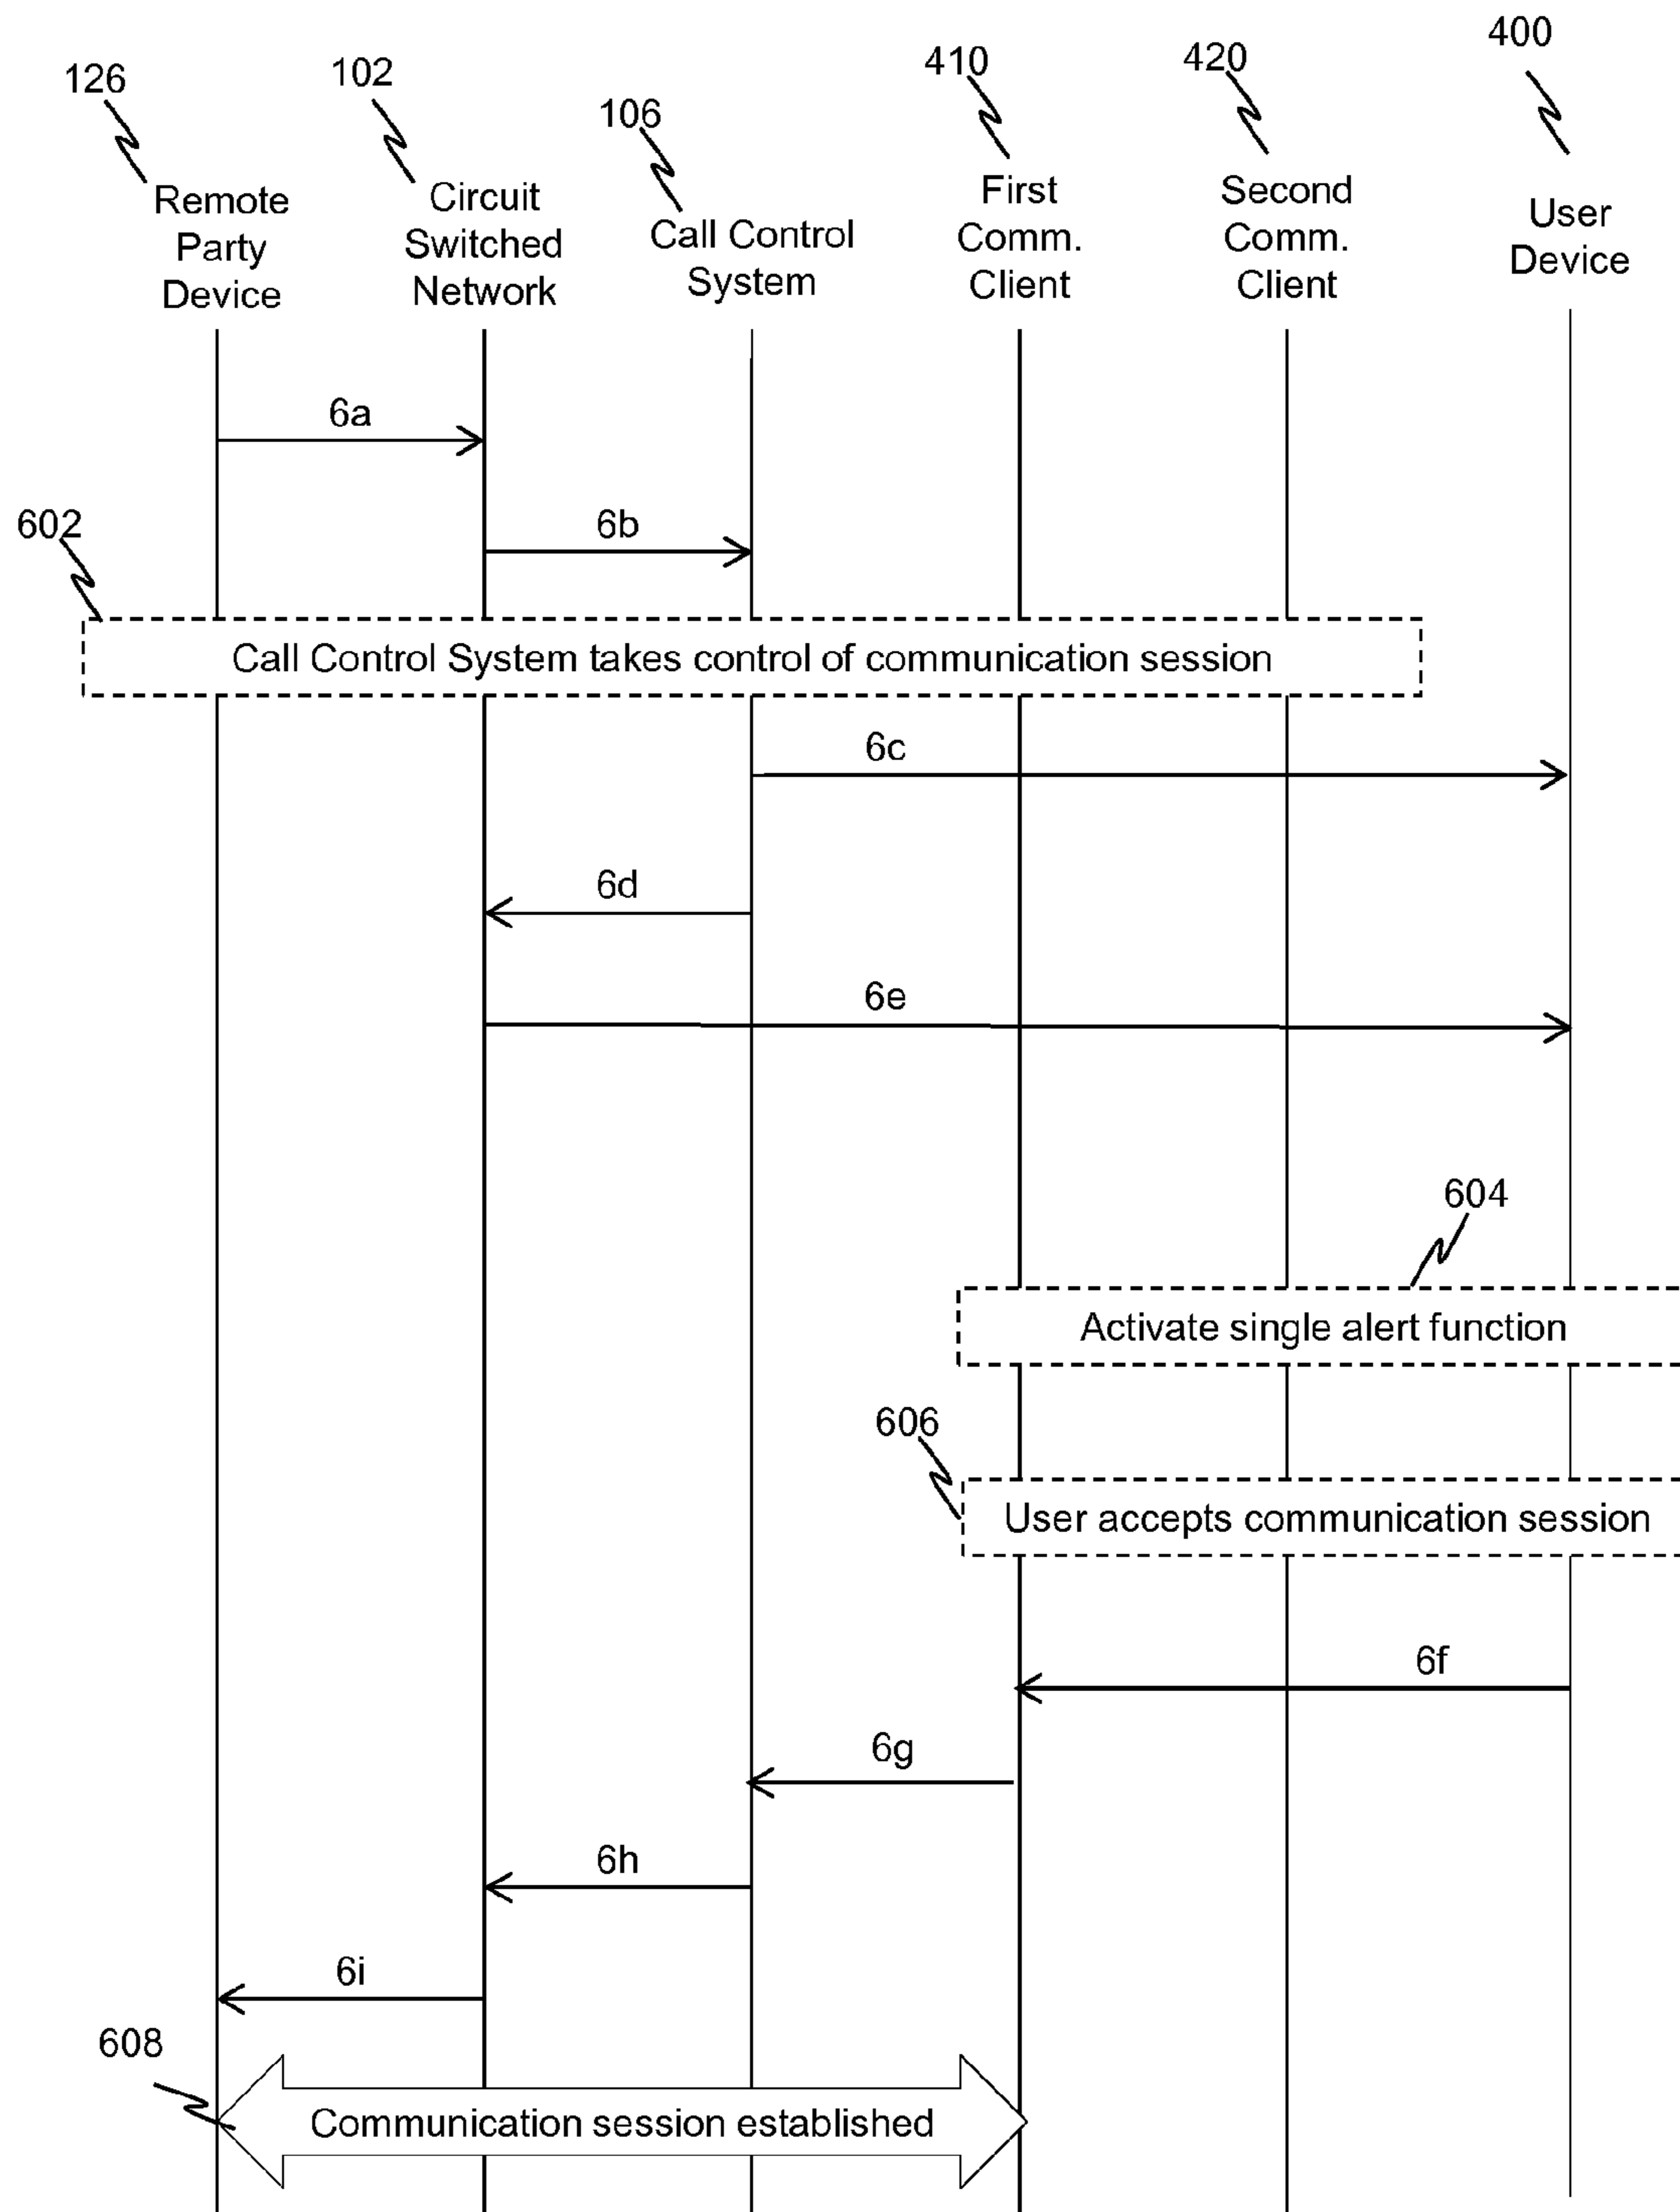 126
102
106
410
420
400
Remote
Party
Device
Circuit
Switched
Network
Call Control
System
First
Comm.
Client
Second
Comm.
Client
User
Device
6a
602
6b
Call Control System takes control of communication session
6c
6d
6e
604
Activate single alert function
606
User accepts communication session
6f
6g
6h
6i
608
Communication session established